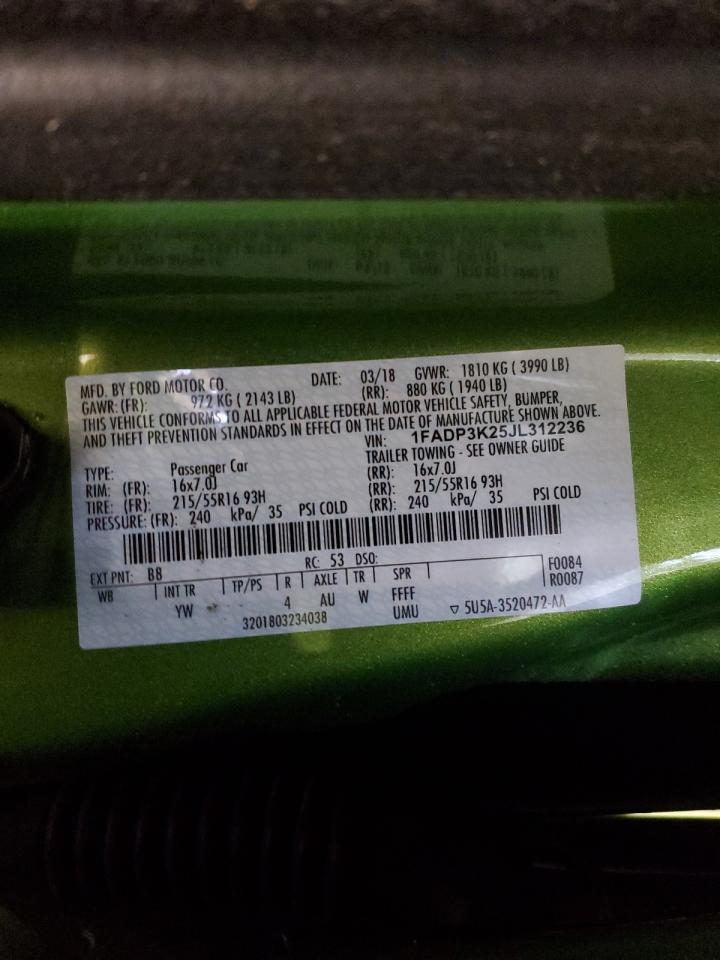 MFD. BY FORD MOTOR CO. DATE: 03/18 GVWR: 1810 KG ( 3990 LB)
GAWR: (FR): 972 KG ( 2143 LB) (RR): 880 KG ( 1940 LB)
THIS VEHICLE CONFORMS TO ALL APPLICABLE FEDERAL MOTOR VEHICLE SAFETY, BUMPER,
AND THEFT PREVENTION STANDARDS IN EFFECT ON THE DATE OF MANUFACTURE SHOWN ABOVE.
VIN: 1FADP3K25JL312236
TYPE: Passenger Car TRAILER TOWING - SEE OWNER GUIDE
RIM: (FR): 16x7.0J (RR): 16x7.0J
TIRE: (FR): 215/55R16 93H (RR): 215/55R16 93H
PRESSURE: (FR): 240 kPa/ 35 PSI COLD (RR): 240 kPa/ 35 PSI COLD
EXT PNT: B8 RC: 53 DSO: F0084
WB INT TR TP/PS R AXLE TR SPR R0087
YW 4 AU W FFFF
3201803234038 UMU ▽ 5U5A-3520472-AA